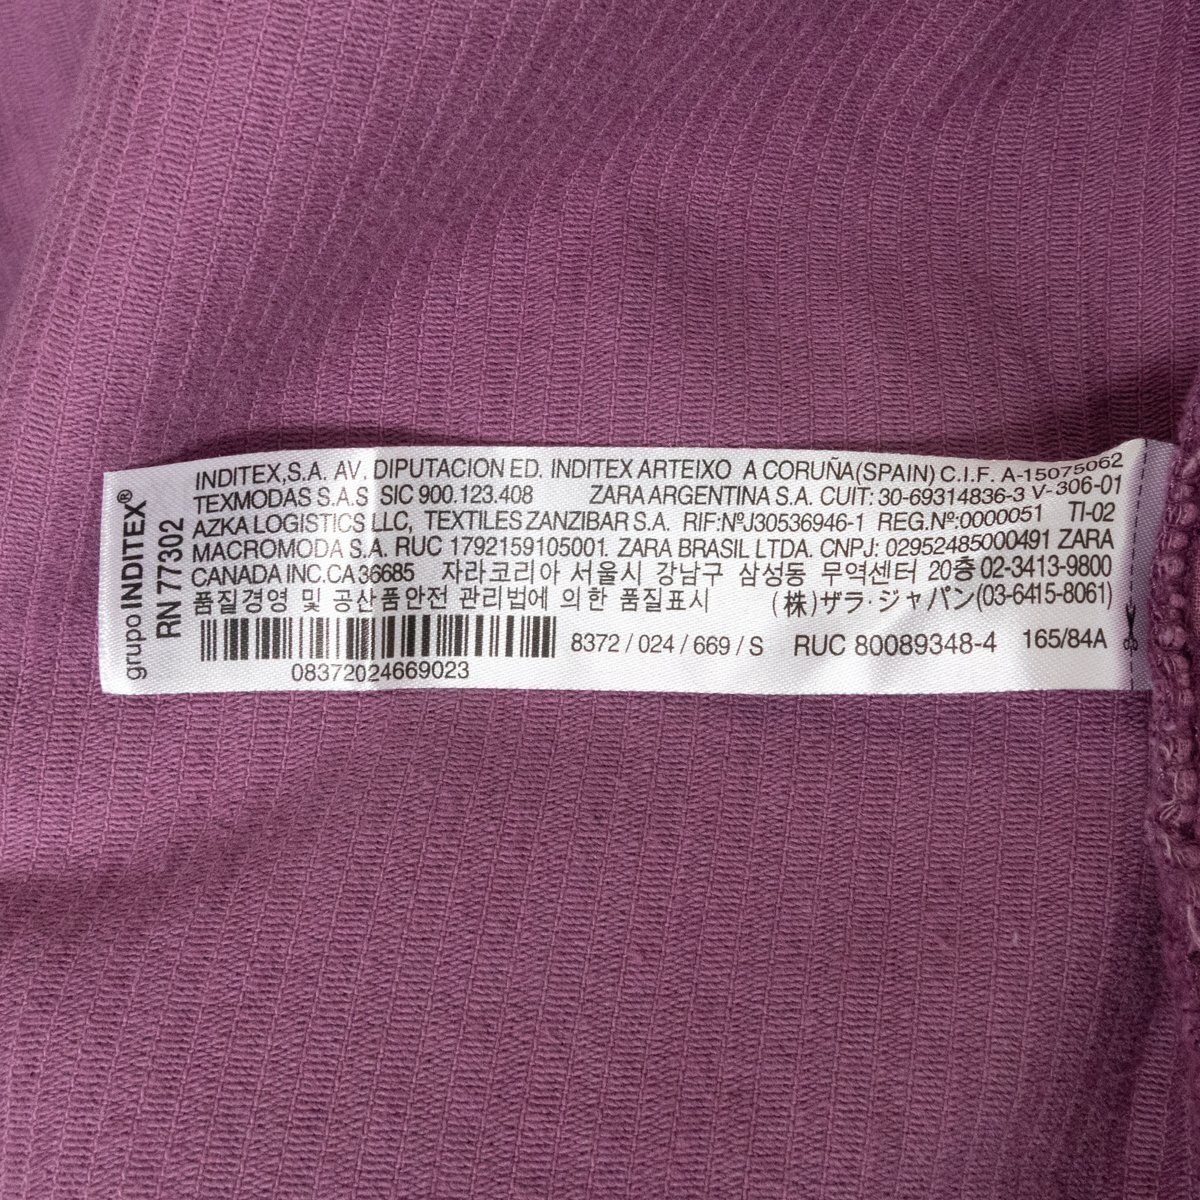 grupo INDITEX®
RN 77302
INDITEX,S.A. AV. DIPUTACION ED. INDITEX ARTEIXO A CORUÑA(SPAIN) C.I.F. A-15075062
TEXMODAS S.A.S SIC 900.123.408 ZARA ARGENTINA S.A. CUIT: 30-69314836-3 V-306-01
AZKA LOGISTICS LLC, TEXTILES ZANZIBAR S.A. RIF:NºJ30536946-1 REG.Nº:0000051 TI-02
MACROMODA S.A. RUC 1792159105001. ZARA BRASIL LTDA. CNPJ: 02952485000491 ZARA
CANADA INC.CA 36685 자라코리아 서울시 강남구 삼성동 무역센터 20층 02-3413-9800
품질경영 및 공산품안전 관리법에 의한 품질표시 (株)ザラ·ジャパン(03-6415-8061)
8372 / 024 / 669 / S RUC 80089348-4 165/84A
08372024669023